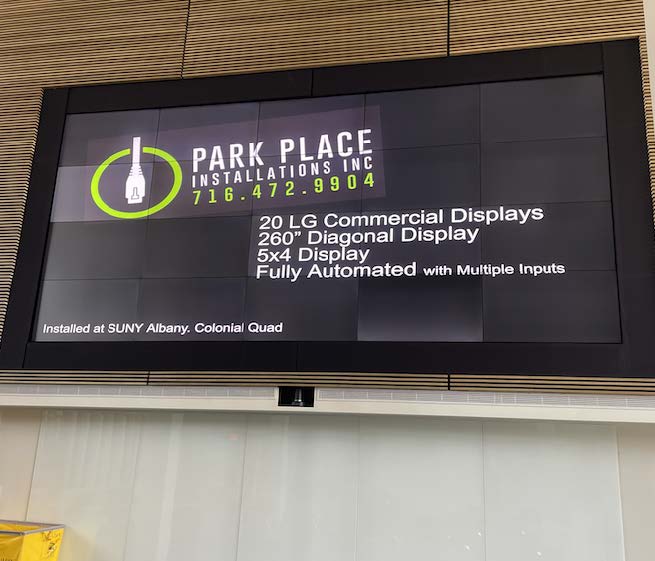 PARK PLACE
INSTALLATIONS INC
716.472.9904
20 LG Commercial Displays
260” Diagonal Display
5x4 Display
Fully Automated with Multiple Inputs
Installed at SUNY Albany. Colonial Quad